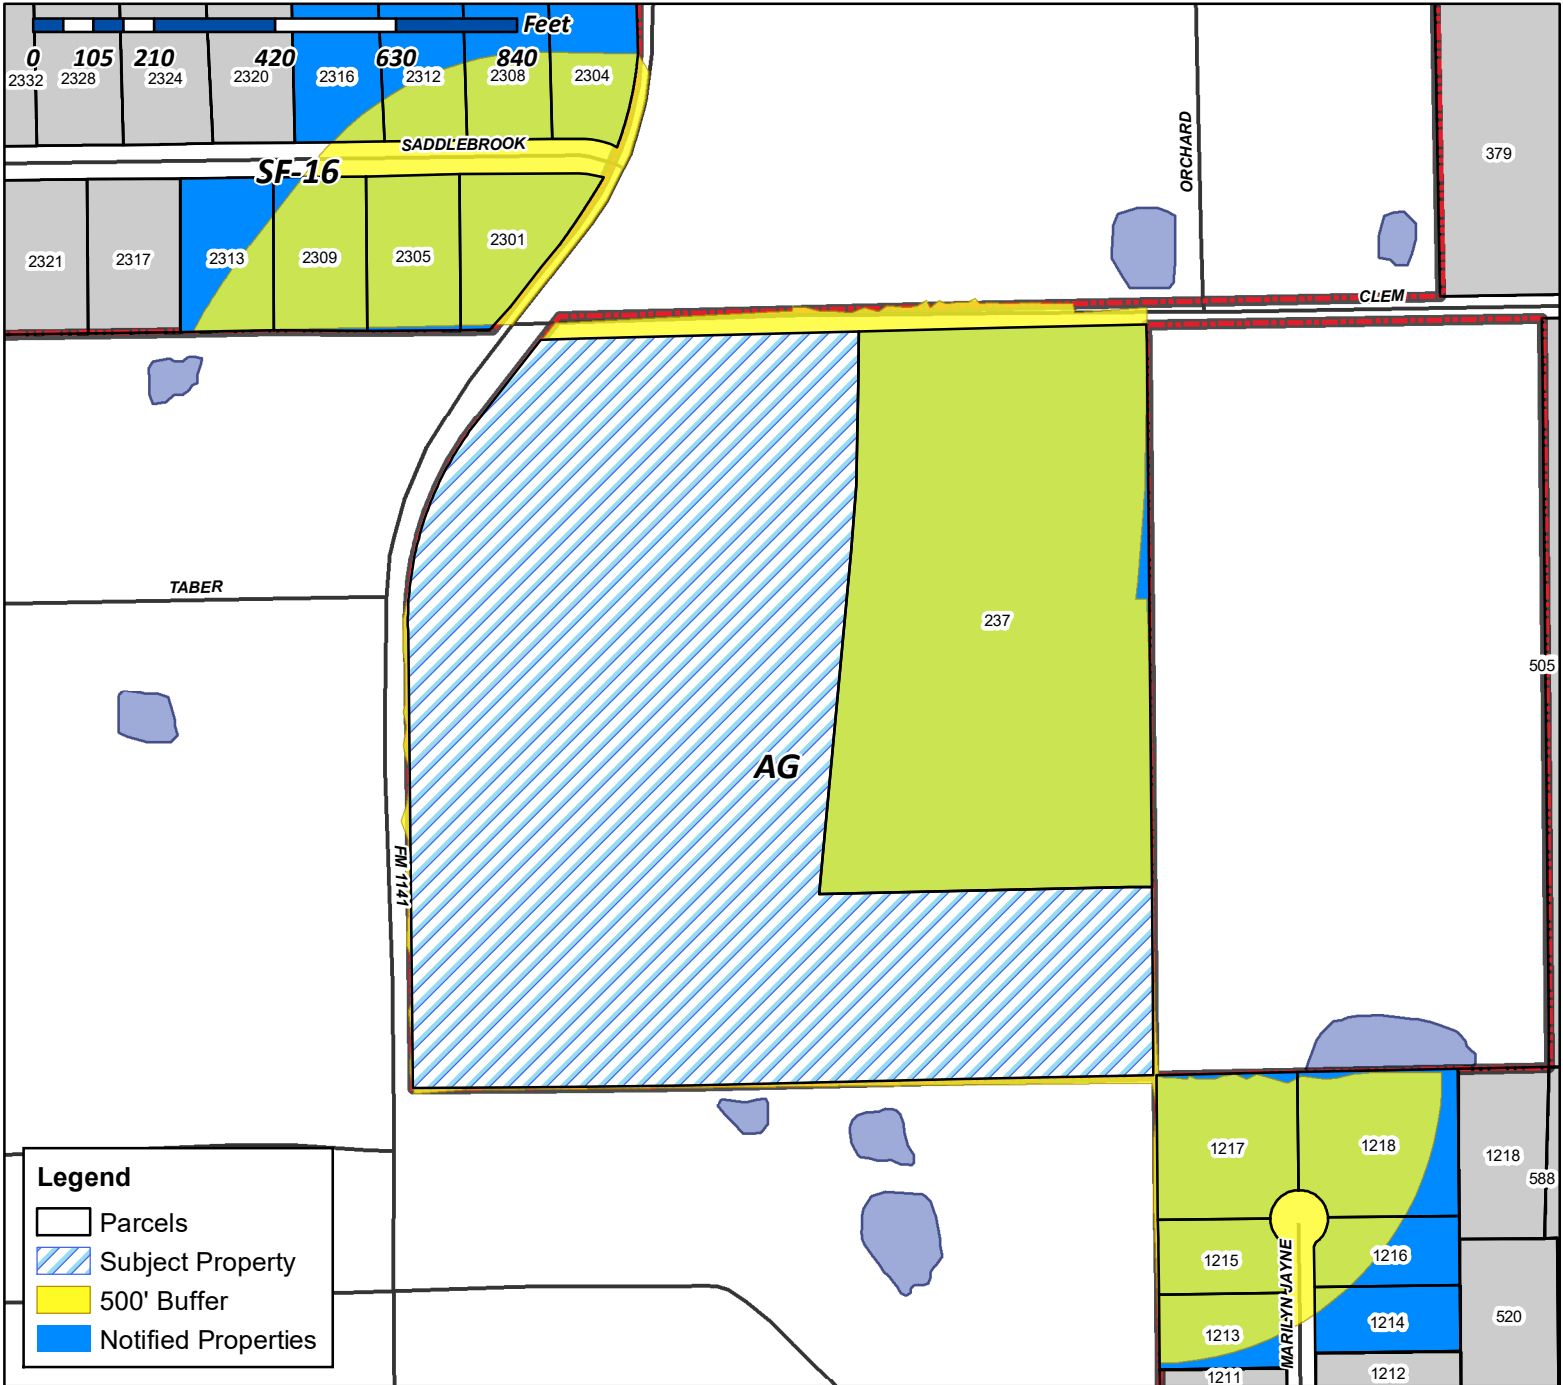 Feet
0 105 210 420 630 840
2332 2328 2324 2320 2316 2312 2308 2304
SADDLEBROOK
SF-16
2321 2317 2313 2309 2305 2301
ORCHARD
379
CLEM
TABER
237
505
AG
FM 1141
1217 1218 1218
588
1215 1216
MARILYN JAYNE
1213 1214 520
1211 1212
Legend
Parcels
Subject Property
500' Buffer
Notified Properties